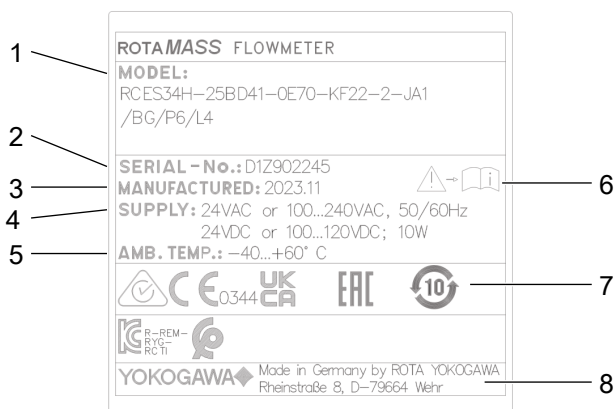 ROTAMASS FLOWMETER
1
MODEL:
RCES34H-25BD41-0E70-KF22-2-JA1
/BG/P6/L4
2
SERIAL-No.: D1Z902245
3
MANUFACTURED: 2023.11
6
4
SUPPLY: 24VAC or 100...240VAC, 50/60Hz
24VDC or 100...120VDC; 10W
5
AMB. TEMP.: -40...+60° C
CE CE0344 UKCA EAC 10
7
R-REM-
RYG-
RCTI
YOKOGAWA
Made in Germany by ROTA YOKOGAWA
Rheinstraße 8, D-79664 Wehr
8